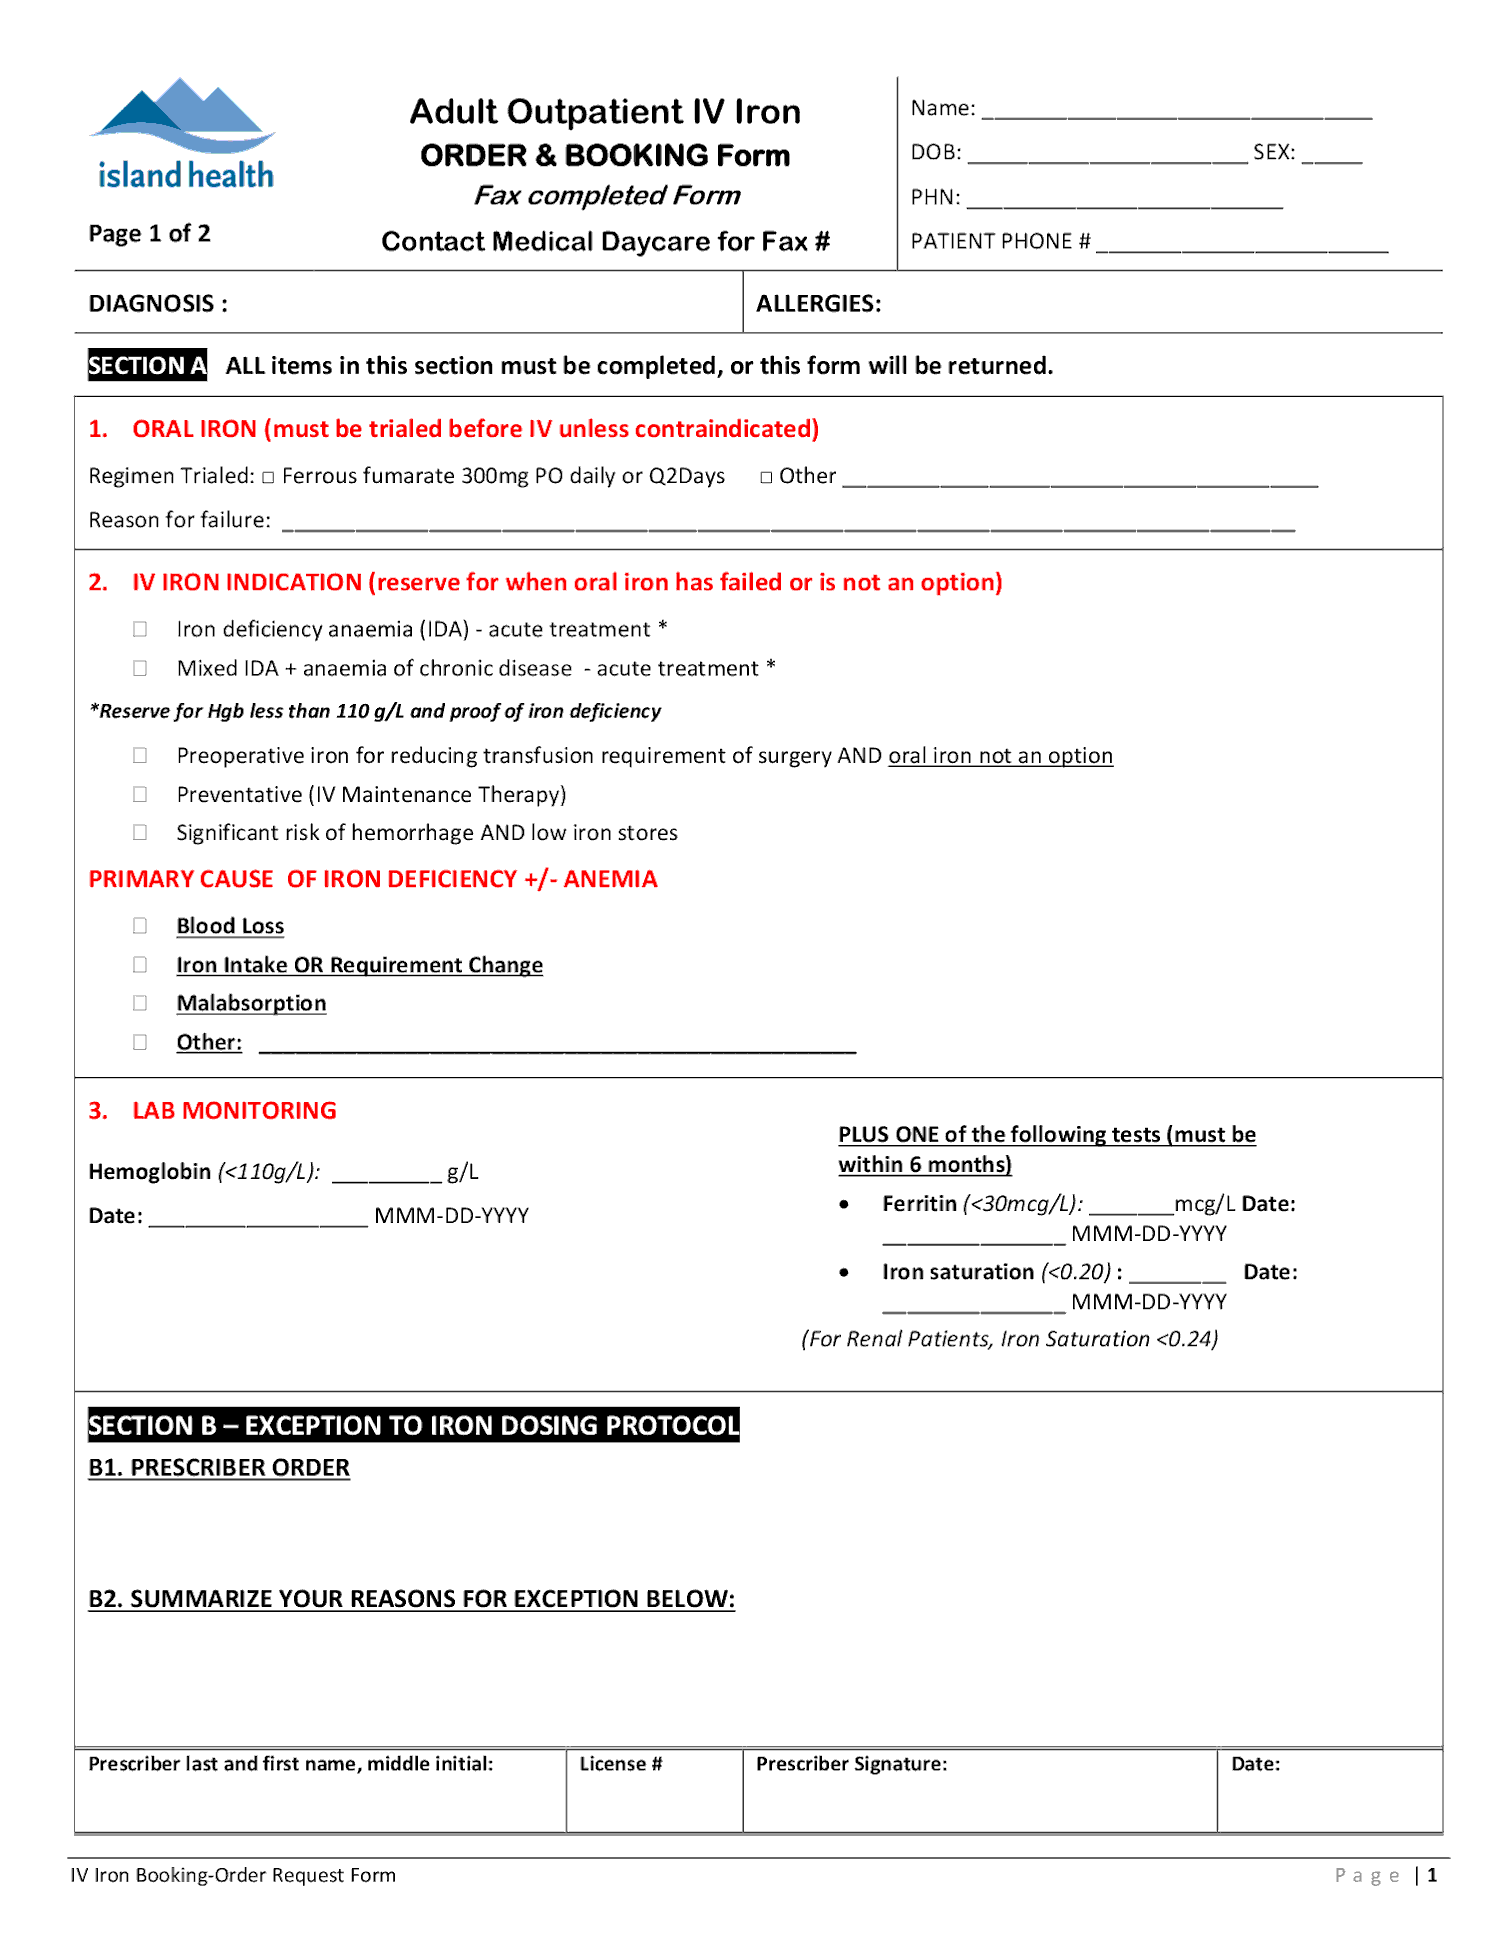 island health
Page 1 of 2
Adult Outpatient IV Iron
ORDER & BOOKING Form
Fax completed Form
Contact Medical Daycare for Fax #
Name: ________________________________
DOB: _______________________ SEX: _____
PHN: __________________________
PATIENT PHONE # ________________________
DIAGNOSIS :
ALLERGIES:
SECTION A ALL items in this section must be completed, or this form will be returned.
1. ORAL IRON (must be trialed before IV unless contraindicated)
Regimen Trialed: □ Ferrous fumarate 300mg PO daily or Q2Days □ Other _______________________________________
Reason for failure: ___________________________________________________________________________________
2. IV IRON INDICATION (reserve for when oral iron has failed or is not an option)
□ Iron deficiency anaemia (IDA) - acute treatment *
□ Mixed IDA + anaemia of chronic disease - acute treatment *
*Reserve for Hgb less than 110 g/L and proof of iron deficiency
□ Preoperative iron for reducing transfusion requirement of surgery AND oral iron not an option
□ Preventative (IV Maintenance Therapy)
□ Significant risk of hemorrhage AND low iron stores
PRIMARY CAUSE OF IRON DEFICIENCY +/- ANEMIA
□ Blood Loss
□ Iron Intake OR Requirement Change
□ Malabsorption
□ Other: _________________________________________________
3. LAB MONITORING
Hemoglobin (<110g/L): _________ g/L
Date: __________________ MMM-DD-YYYY
PLUS ONE of the following tests (must be
within 6 months)
• Ferritin (<30mcg/L): _______mcg/L Date:
_______________ MMM-DD-YYYY
• Iron saturation (<0.20) : ________ Date:
_______________ MMM-DD-YYYY
(For Renal Patients, Iron Saturation <0.24)
SECTION B – EXCEPTION TO IRON DOSING PROTOCOL
B1. PRESCRIBER ORDER
B2. SUMMARIZE YOUR REASONS FOR EXCEPTION BELOW:
Prescriber last and first name, middle initial:
License #
Prescriber Signature:
Date:
IV Iron Booking-Order Request Form
Page | 1